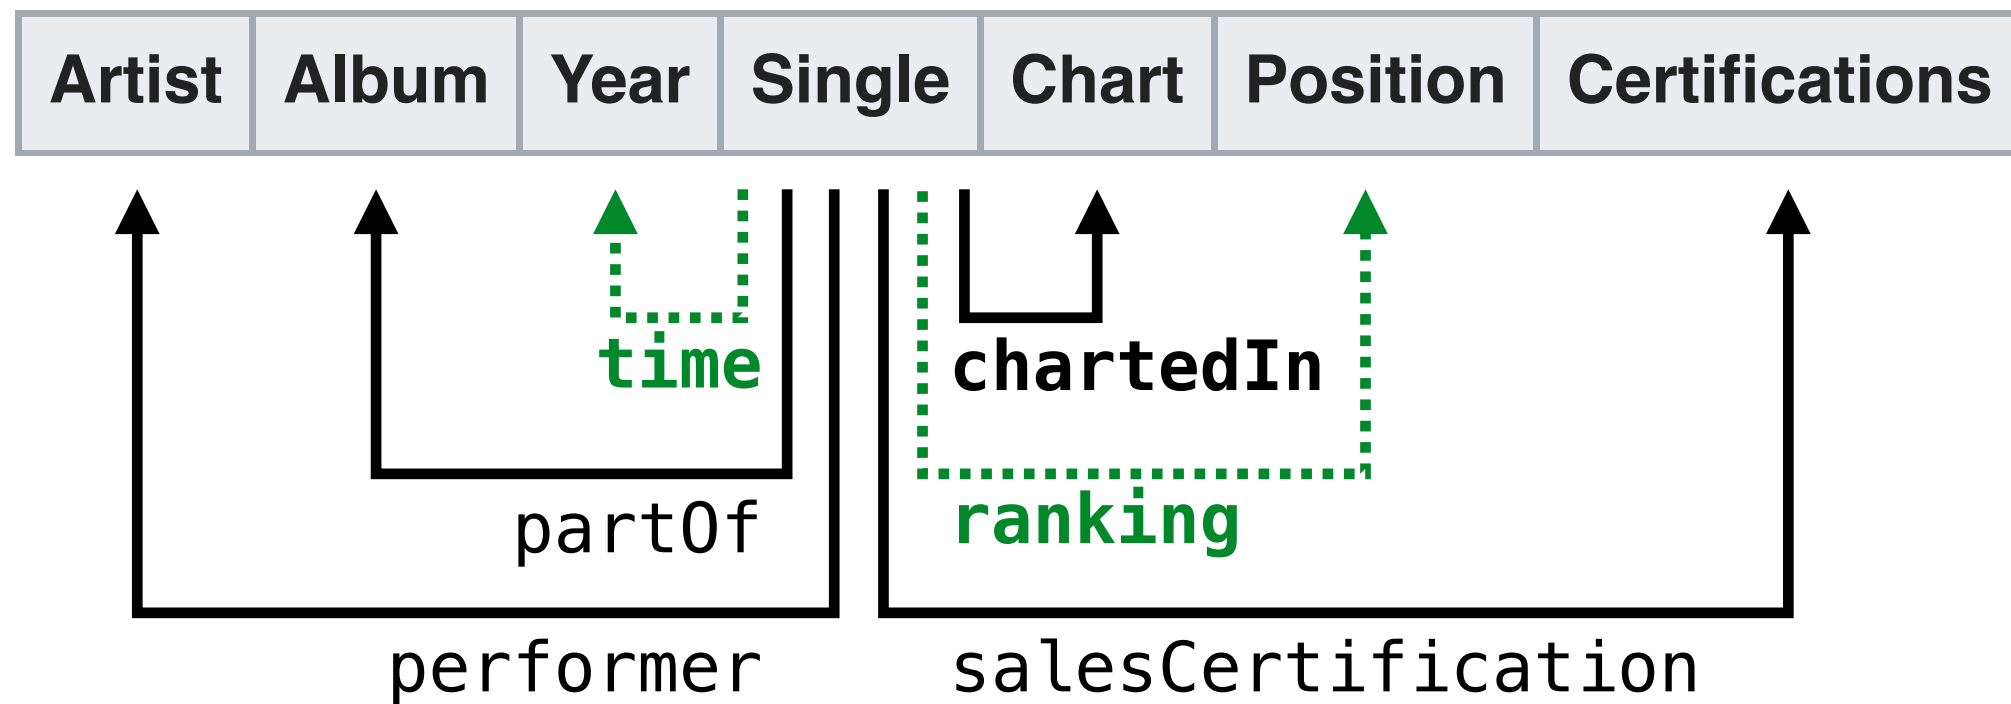 Artist Album Year Single Chart Position Certifications
time chartedIn
partOf ranking
performer salesCertification